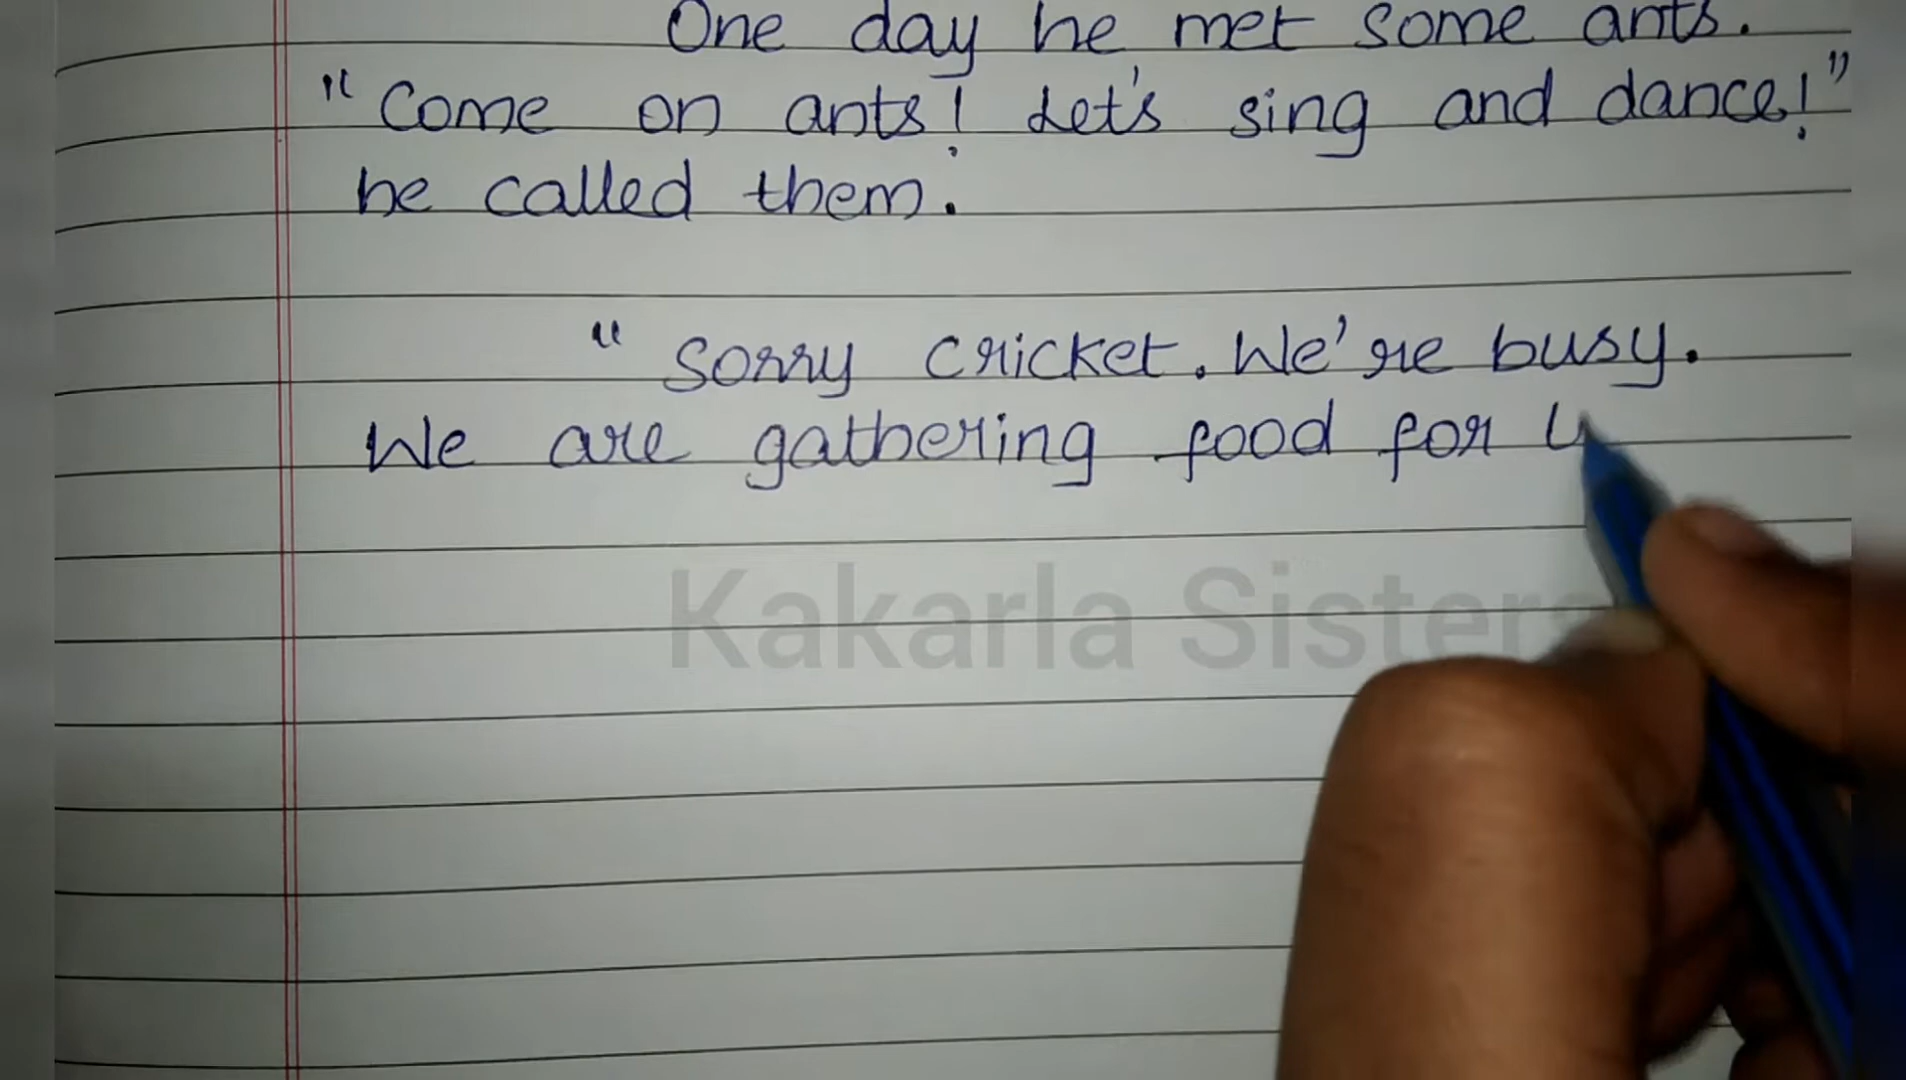 One day he met some ants.
"Come on ants! Let's sing and dance!"
he called them.
"Sorry cricket. We're busy.
We are gathering food for
Kakarla Sisters